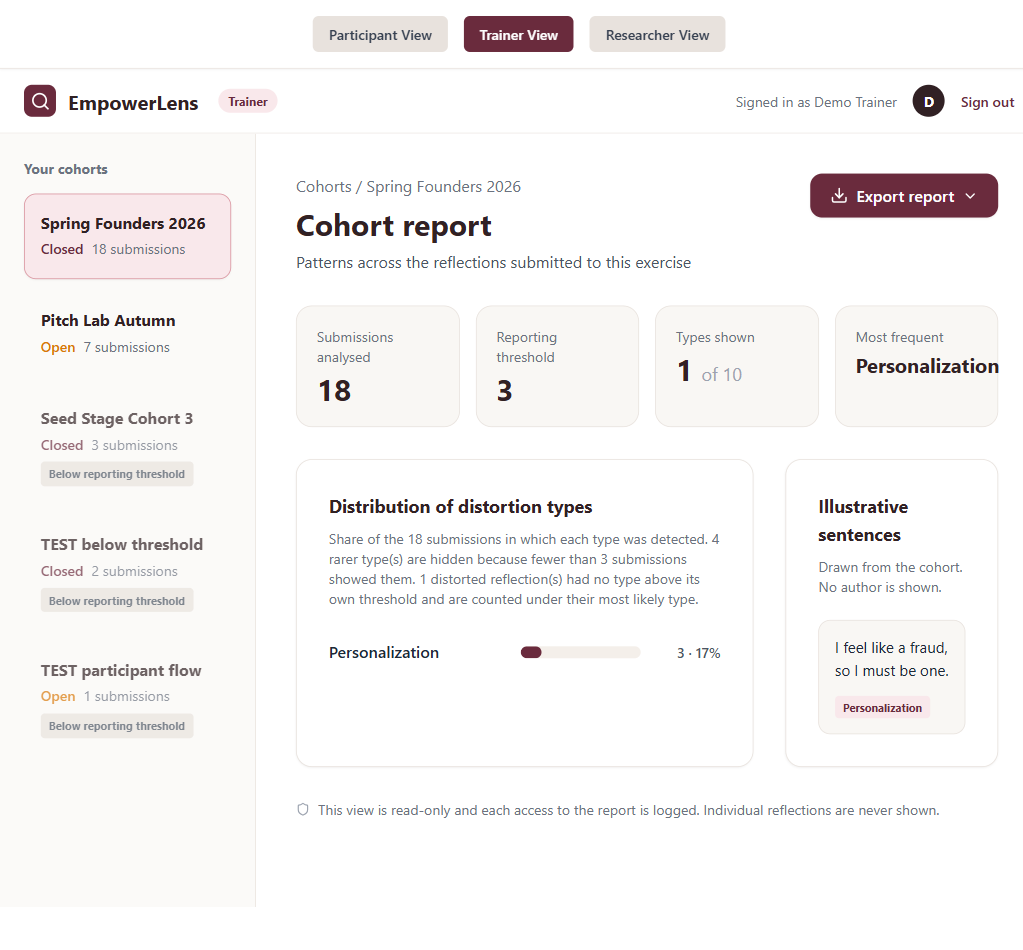 Participant View
Trainer View
Researcher View
EmpowerLens
Trainer
Signed in as Demo Trainer
D
Sign out
Your cohorts
Spring Founders 2026
Closed 18 submissions
Pitch Lab Autumn
Open 7 submissions
Seed Stage Cohort 3
Closed 3 submissions
Below reporting threshold
TEST below threshold
Closed 2 submissions
Below reporting threshold
TEST participant flow
Open 1 submissions
Below reporting threshold
Cohorts / Spring Founders 2026
Cohort report
Patterns across the reflections submitted to this exercise
Export report
Submissions
analysed
18
Reporting
threshold
3
Types shown
1 of 10
Most frequent
Personalization
Distribution of distortion types
Share of the 18 submissions in which each type was detected. 4
rarer type(s) are hidden because fewer than 3 submissions
showed them. 1 distorted reflection(s) had no type above its
own threshold and are counted under their most likely type.
Personalization
3 · 17%
Illustrative
sentences
Drawn from the cohort.
No author is shown.
I feel like a fraud,
so I must be one.
Personalization
This view is read-only and each access to the report is logged. Individual reflections are never shown.